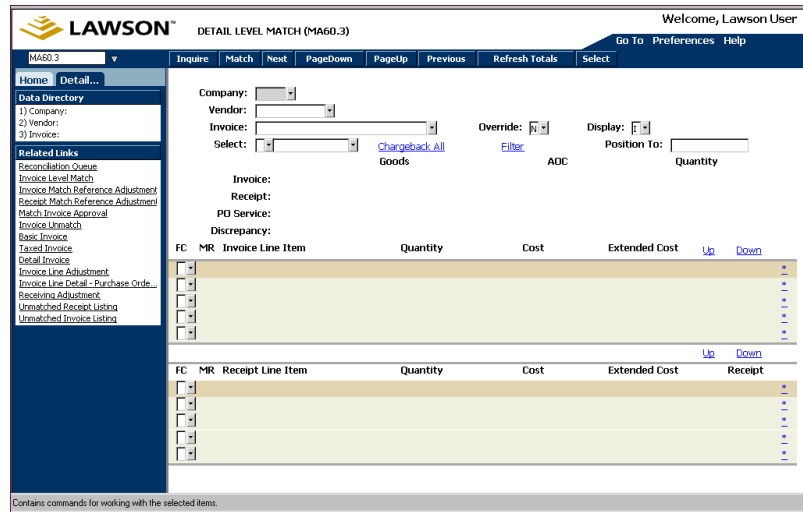 LAWSON™
DETAIL LEVEL MATCH (MA60.3)
Welcome, Lawson User
Go To Preferences Help
MA60.3
Inquire Match Next PageDown PageUp Previous Refresh Totals Select
Home Detail...
Data Directory
1) Company:
2) Vendor:
3) Invoice:
Related Links
Reconciliation Queue
Invoice Level Match
Invoice Match Reference Adjustment
Receipt Match Reference Adjustment
Match Invoice Approval
Invoice Unmatch
Basic Invoice
Taxed Invoice
Detail Invoice
Invoice Line Adjustment
Invoice Line Detail - Purchase Orde...
Receiving Adjustment
Unmatched Receipt Listing
Unmatched Invoice Listing
Company:
Vendor:
Invoice: Override: N Display: I
Select: Chargeback All Filter Position To:
Goods AOC Quantity
Invoice:
Receipt:
PO Service:
Discrepancy:
FC MR Invoice Line Item Quantity Cost Extended Cost Up Down
*
*
*
*
*
Up Down
FC MR Receipt Line Item Quantity Cost Extended Cost Receipt
*
*
*
*
*
Contains commands for working with the selected items.